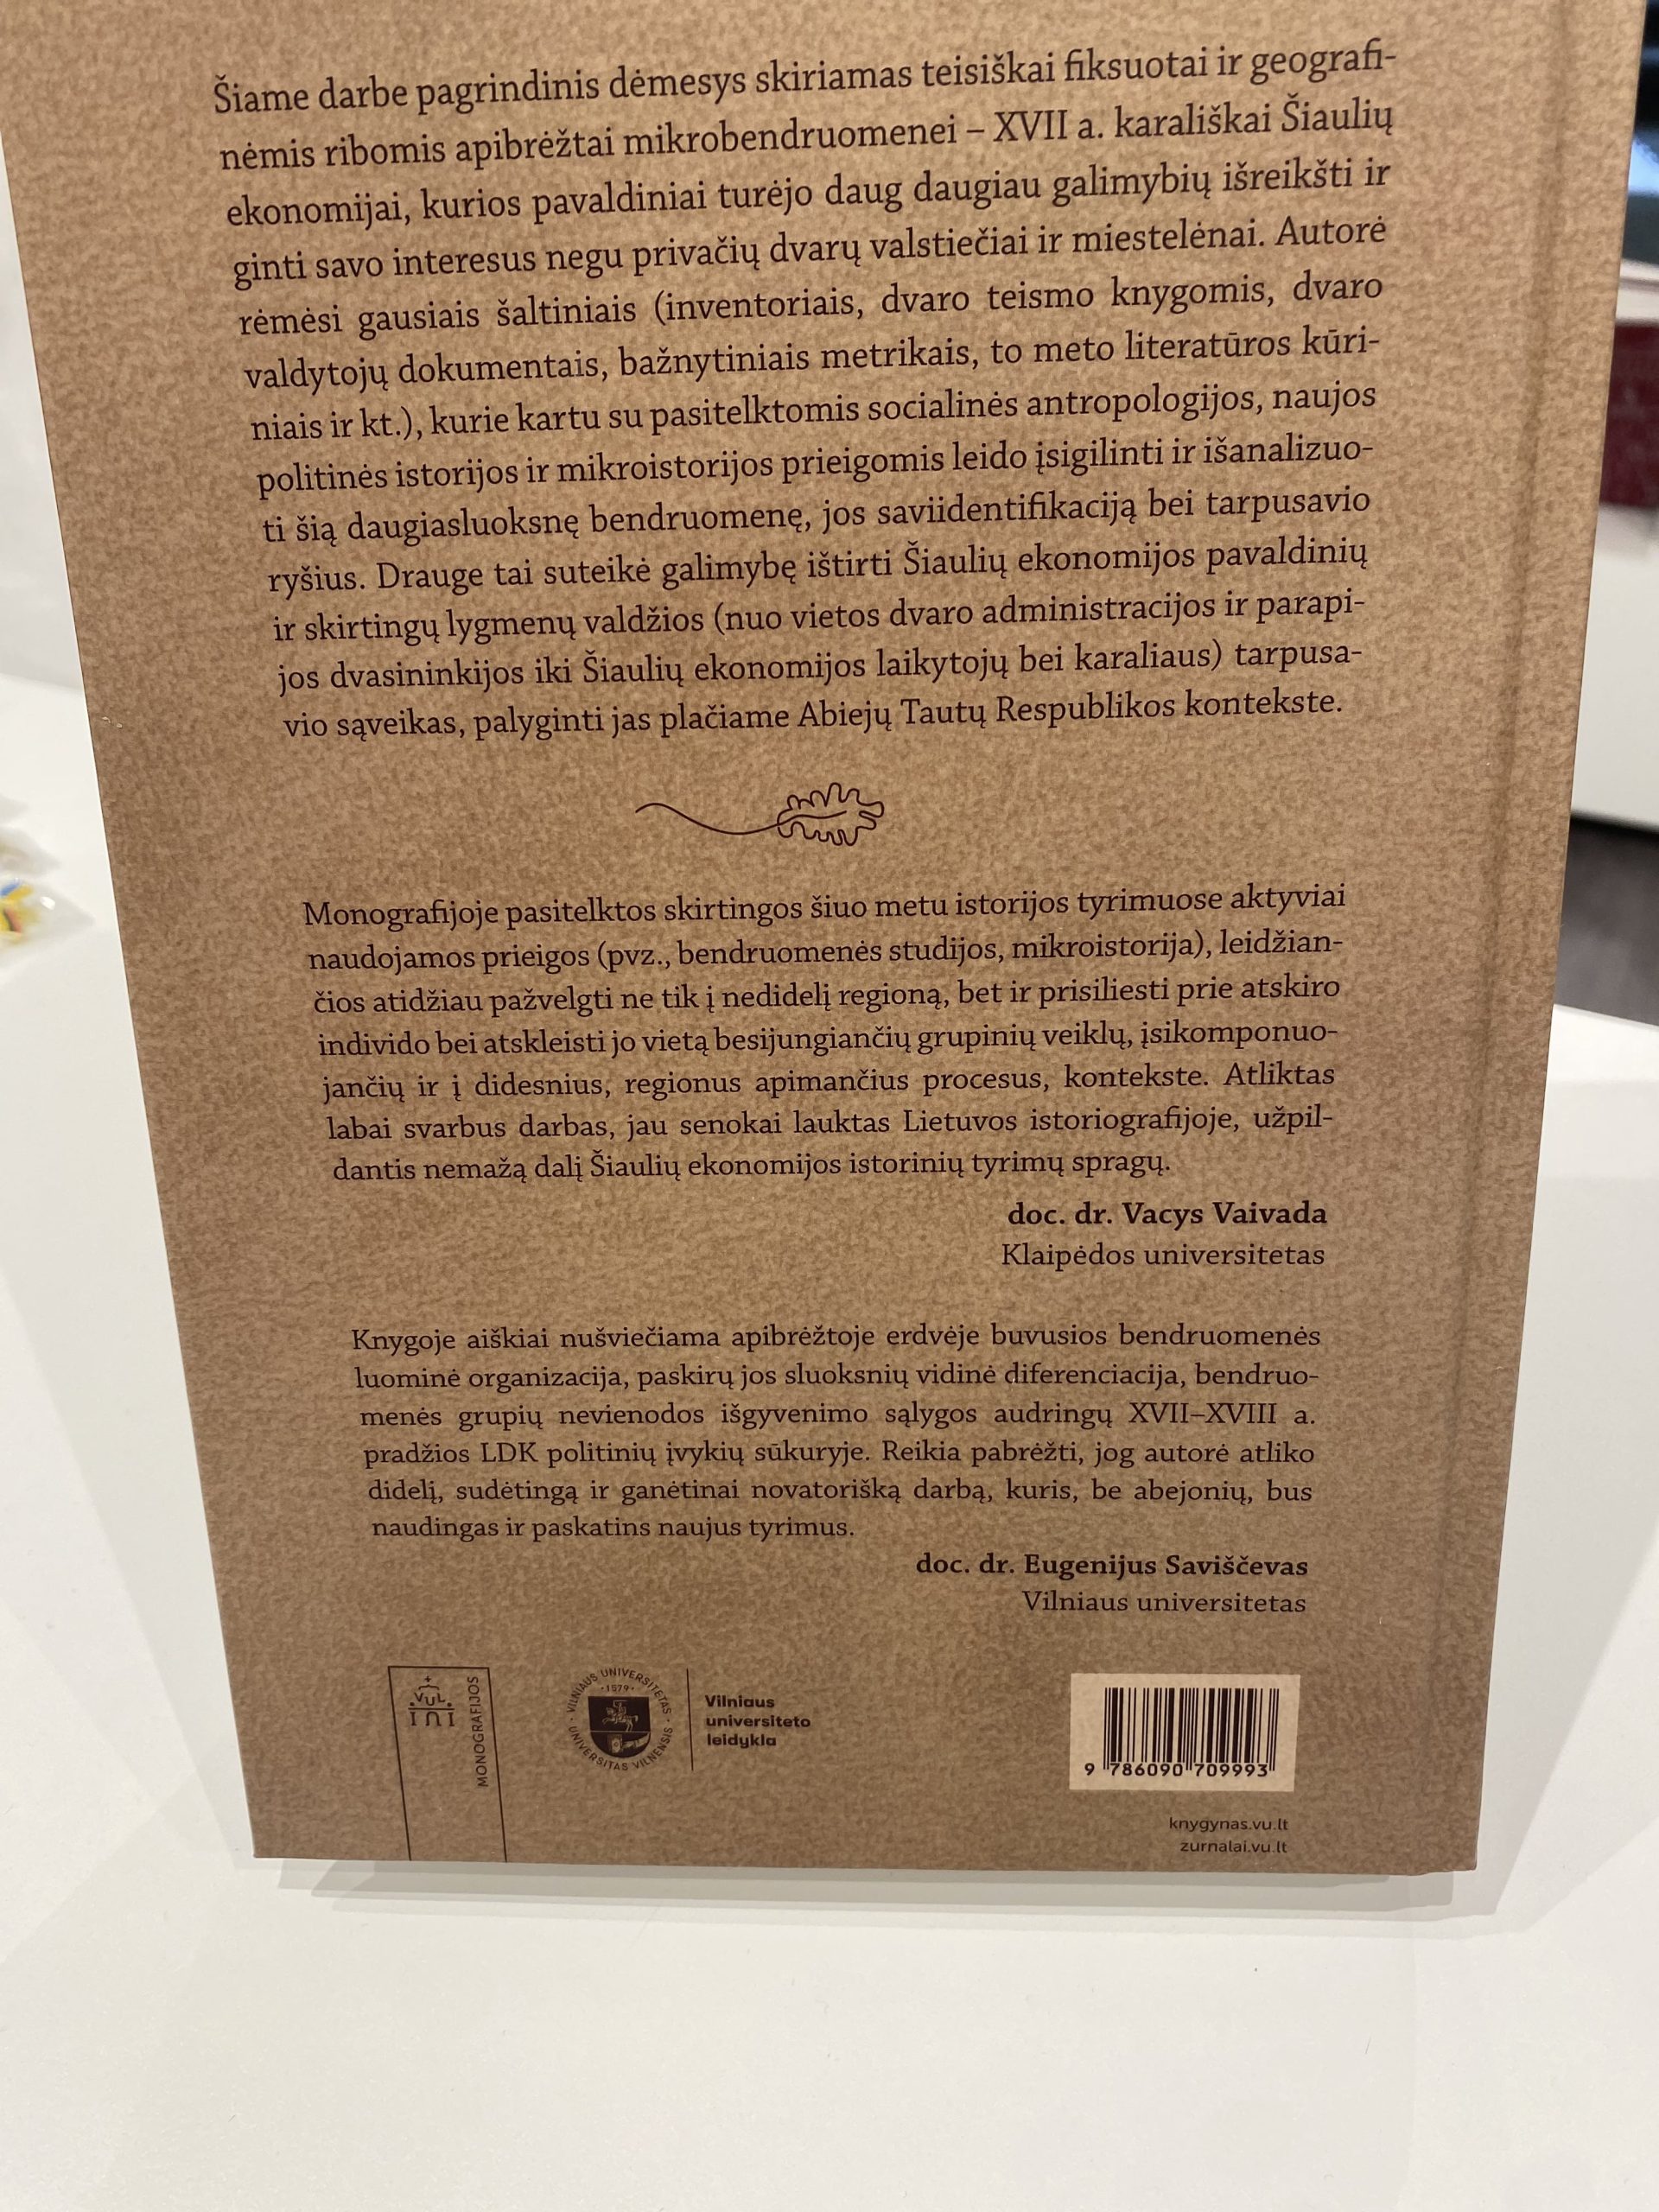 Šiame darbe pagrindinis dėmesys skiriamas teisiškai fiksuotai ir geografi-
nėmis ribomis apibrėžtai mikrobendruomenei – XVII a. karališkai Šiaulių
ekonomijai, kurios pavaldiniai turėjo daug daugiau galimybių išreikšti ir
ginti savo interesus negu privačių dvarų valstiečiai ir miestelėnai. Autorė
rėmėsi gausiais šaltiniais (inventoriais, dvaro teismo knygomis, dvaro
valdytojų dokumentais, bažnytiniais metrikais, to meto literatūros kūri-
niais ir kt.), kurie kartu su pasitelktomis socialinės antropologijos, naujos
politinės istorijos ir mikroistorijos prieigomis leido įsigilinti ir išanalizuo-
ti šią daugiasluoksnę bendruomenę, jos saviidentifikaciją bei tarpusavio
ryšius. Drauge tai suteikė galimybę ištirti Šiaulių ekonomijos pavaldinių
ir skirtingų lygmenų valdžios (nuo vietos dvaro administracijos ir parapi-
jos dvasininkijos iki Šiaulių ekonomijos laikytojų bei karaliaus) tarpusa-
vio sąveikas, palyginti jas plačiame Abiejų Tautų Respublikos kontekste.
Monografijoje pasitelktos skirtingos šiuo metu istorijos tyrimuose aktyviai
naudojamos prieigos (pvz., bendruomenės studijos, mikroistorija), leidžian-
čios atidžiau pažvelgti ne tik į nedidelį regioną, bet ir prisiliesti prie atskiro
individo bei atskleisti jo vietą besijungiančių grupinių veiklų, įsikomponuo-
jančių ir į didesnius, regionus apimančius procesus, kontekste. Atliktas
labai svarbus darbas, jau senokai lauktas Lietuvos istoriografijoje, užpil-
dantis nemažą dalį Šiaulių ekonomijos istorinių tyrimų spragų.
doc. dr. Vacys Vaivada
Klaipėdos universitetas
Knygoje aiškiai nušviečiama apibrėžtoje erdvėje buvusios bendruomenės
luominė organizacija, paskirų jos sluoksnių vidinė diferenciacija, bendruo-
menės grupių nevienodos išgyvenimo sąlygos audringų XVII–XVIII a.
pradžios LDK politinių įvykių sūkuryje. Reikia pabrėžti, jog autorė atliko
didelį, sudėtingą ir ganėtinai novatorišką darbą, kuris, be abejonių, bus
naudingas ir paskatins naujus tyrimus.
doc. dr. Eugenijus Saviščevas
Vilniaus universitetas
MONOGRAFIJOS
VILNIAUS UNIVERSITETAS
1579
UNIVERSITAS VILNENSIS
Vilniaus
universiteto
leidykla
9 786090 709993
knygynas.vu.lt
zurnalai.vu.lt